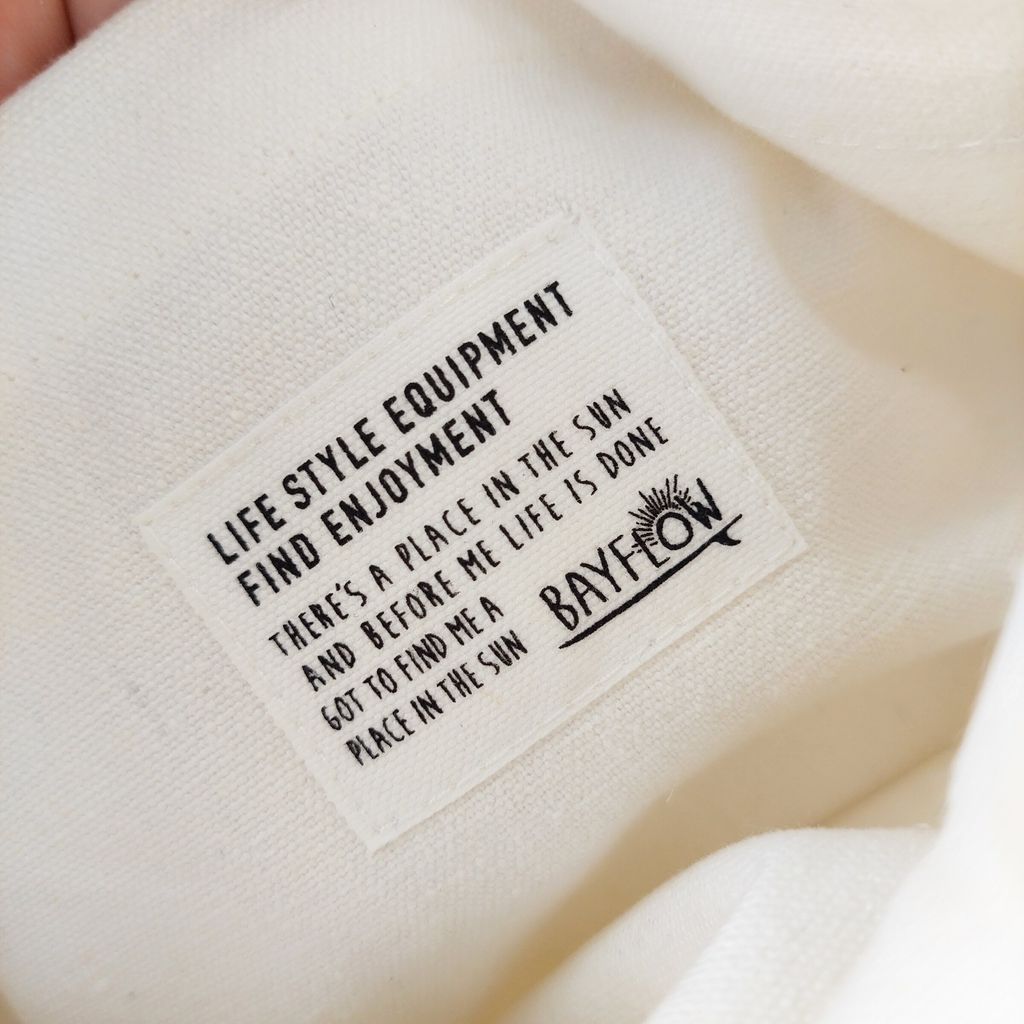 LIFE STYLE EQUIPMENT
FIND ENJOYMENT
THERE'S A PLACE IN THE SUN
AND BEFORE ME LIFE IS DONE
GOT TO FIND ME A
PLACE IN THE SUN
BAYFLOW